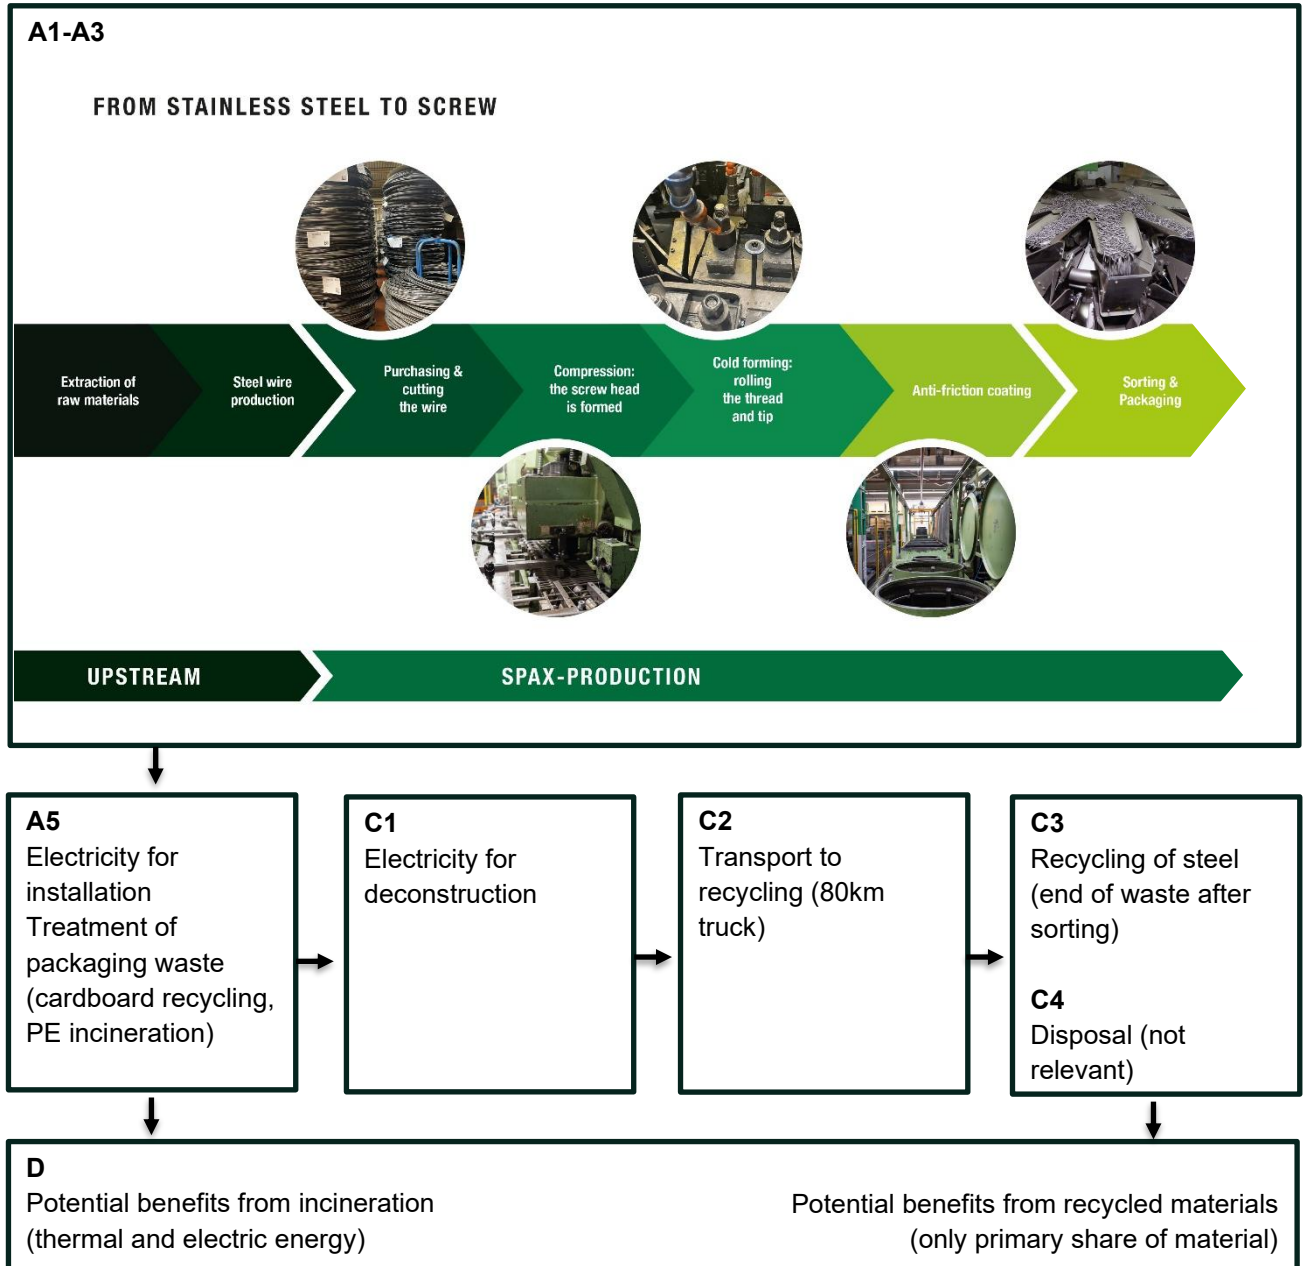 A1-A3
FROM STAINLESS STEEL TO SCREW
Extraction of
raw materials
Steel wire
production
Purchasing &
cutting
the wire
Compression:
the screw head
is formed
Cold forming:
rolling
the thread
and tip
Anti-friction coating
Sorting &
Packaging
UPSTREAM
SPAX-PRODUCTION
A5
Electricity for
installation
Treatment of
packaging waste
(cardboard recycling,
PE incineration)
C1
Electricity for
deconstruction
C2
Transport to
recycling (80km
truck)
C3
Recycling of steel
(end of waste after
sorting)
C4
Disposal (not
relevant)
D
Potential benefits from incineration
(thermal and electric energy)
Potential benefits from recycled materials
(only primary share of material)